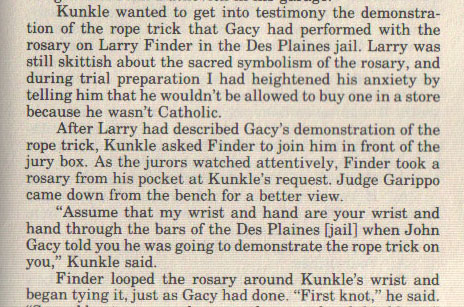 Kunkle wanted to get into testimony the demonstra-
tion of the rope trick that Gacy had performed with the
rosary on Larry Finder in the Des Plaines jail. Larry was
still skittish about the sacred symbolism of the rosary, and
during trial preparation I had heightened his anxiety by
telling him that he wouldn't be allowed to buy one in a store
because he wasn't Catholic.
After Larry had described Gacy's demonstration of the
rope trick, Kunkle asked Finder to join him in front of the
jury box. As the jurors watched attentively, Finder took a
rosary from his pocket at Kunkle's request. Judge Garippo
came down from the bench for a better view.
"Assume that my wrist and hand are your wrist and
hand through the bars of the Des Plaines [jail] when John
Gacy told you he was going to demonstrate the rope trick on
you," Kunkle said.
Finder looped the rosary around Kunkle's wrist and
began tying it, just as Gacy had done. "First knot," he said.